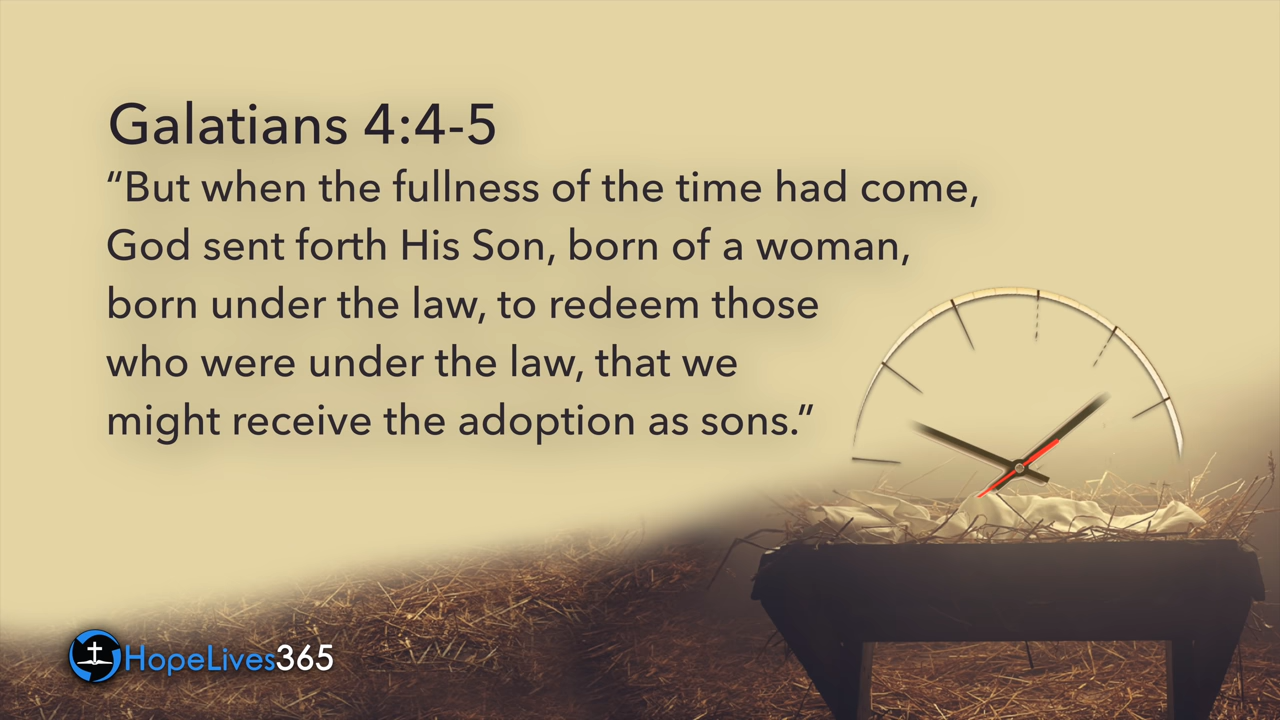 Galatians 4:4-5
“But when the fullness of the time had come,
God sent forth His Son, born of a woman,
born under the law, to redeem those
who were under the law, that we
might receive the adoption as sons.”
HopeLives365